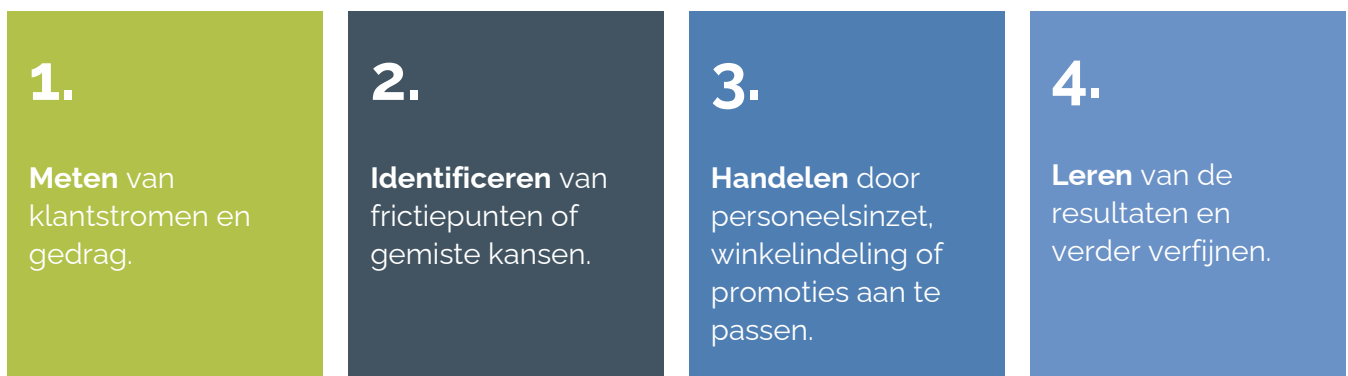 1.
Meten van
klantstromen en
gedrag.
2.
Identificeren van
frictiepunten of
gemiste kansen.
3.
Handelen door
personeelsinzet,
winkelindeling of
promoties aan te
passen.
4.
Leren van de
resultaten en
verder verfijnen.